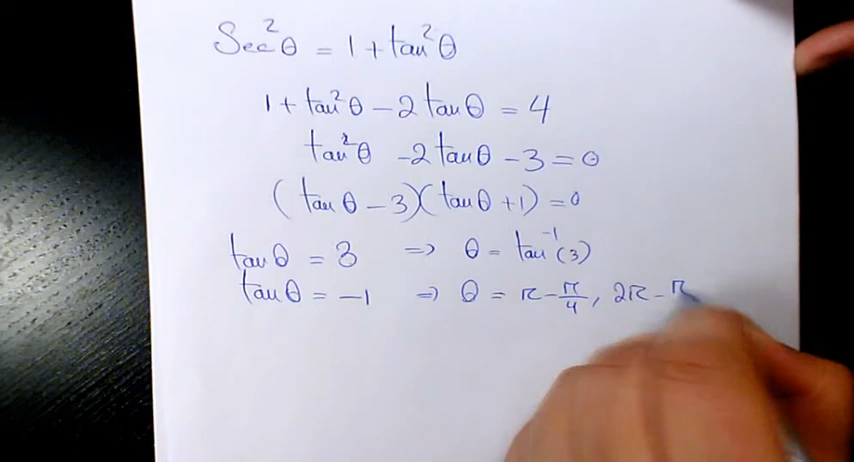 Sec²θ = 1 + tan²θ
1 + tan²θ - 2 tanθ = 4
tan²θ - 2 tanθ - 3 = 0
(tanθ - 3)(tanθ + 1) = 0
tanθ = 3 ⇒ θ = tan⁻¹(3)
tanθ = -1 ⇒ θ = π - π/4, 2π - π